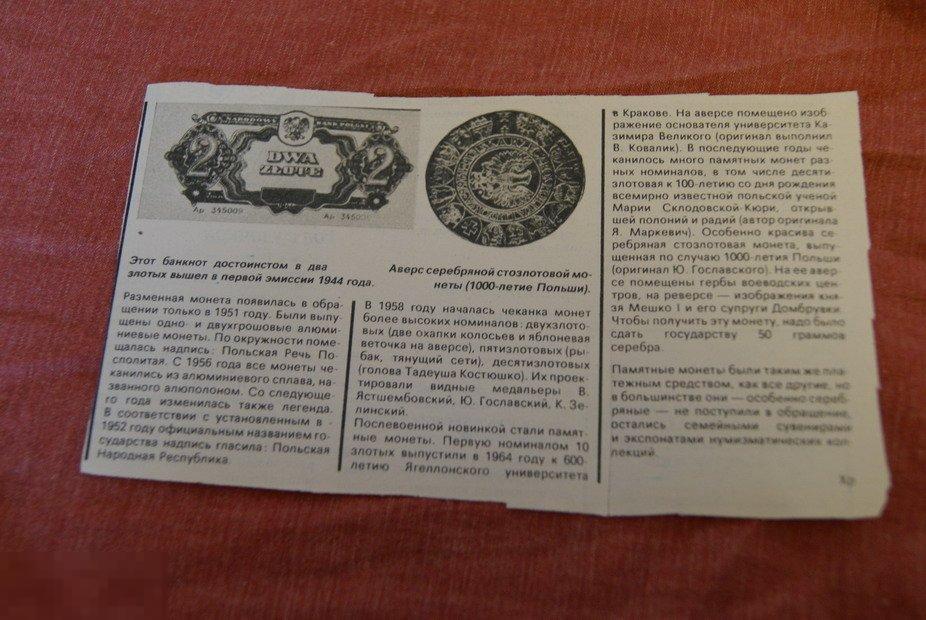 NARODOWY BANK POLSKI
2 DWA ZŁOTE 2
Ар 345009 Ар 345009
Этот банкнот достоинством в два
злотых вышел в первой эмиссии 1944 года.
Аверс серебряной стозлотовой мо-
неты (1000-летие Польши).
Разменная монета появилась в обра-
щении только в 1951 году. Были выпу-
щены одно- и двухгрошовые алюми-
ниевые монеты. По окружности поме-
щалась надпись: Польская Речь По-
сполитая. С 1956 года все монеты че-
канились из алюминиевого сплава, на-
званного алюполоном. Со следующе-
го года изменилась также легенда.
В соответствии с установленным в
1952 году официальным названием го-
сударства надпись гласила: Польская
Народная Республика.
В 1958 году началась чеканка монет
более высоких номиналов: двухзлото-
вых (две охапки колосьев и яблоневая
веточка на аверсе), пятизлотовых (ры-
бак, тянущий сети), десятизлотовых
(голова Тадеуша Костюшко). Их проек-
тировали видные медальеры В.
Ястшембовский, Ю. Гославский, К. Зе-
линский.
Послевоенной новинкой стали памят-
ные монеты. Первую номиналом 10
злотых выпустили в 1964 году к 600-
летию Ягеллонского университета
в Кракове. На аверсе помещено изоб-
ражение основателя университета Ка-
зимира Великого (оригинал выполнил
В. Ковалик). В последующие годы че-
канилось много памятных монет раз-
ных номиналов, в том числе десяти-
злотовая к 100-летию со дня рождения
всемирно известной польской ученой
Марии Склодовской-Кюри, открыв-
шей полоний и радий (автор оригинала
Я. Маркевич). Особенно красива се-
ребряная стозлотовая монета, выпу-
щенная по случаю 1000-летия Польши
(оригинал Ю. Гославского). На ее авер-
се помещены гербы воеводских цен-
тров, на реверсе — изображения кня-
зя Мешко I и его супруги Домбрувки.
Чтобы получить эту монету, надо было
сдать государству 50 граммов
серебра.
Памятные монеты были таким же пла-
тежным средством, как все другие, но
в большинстве они — особенно сереб-
ряные — не поступили в обращение,
остались семейными сувенирами
и экспонатами нумизматических кол-
лекций.